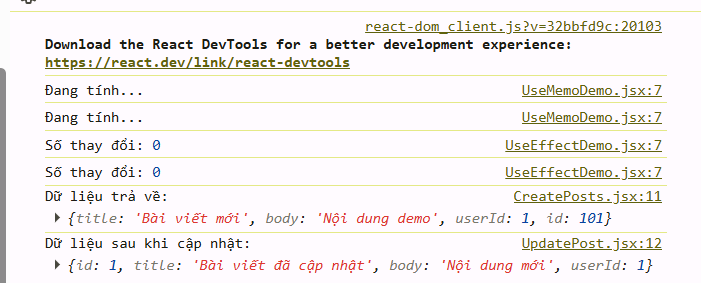 react-dom_client.js?v=32bbfd9c:20103
Download the React DevTools for a better development experience:
https://react.dev/link/react-devtools
Đang tính... UseMemoDemo.jsx:7
Đang tính... UseMemoDemo.jsx:7
Số thay đổi: 0 UseEffectDemo.jsx:7
Số thay đổi: 0 UseEffectDemo.jsx:7
Dữ liệu trả về: CreatePosts.jsx:11
{title: 'Bài viết mới', body: 'Nội dung demo', userId: 1, id: 101}
Dữ liệu sau khi cập nhật: UpdatePost.jsx:12
{id: 1, title: 'Bài viết đã cập nhật', body: 'Nội dung mới', userId: 1}